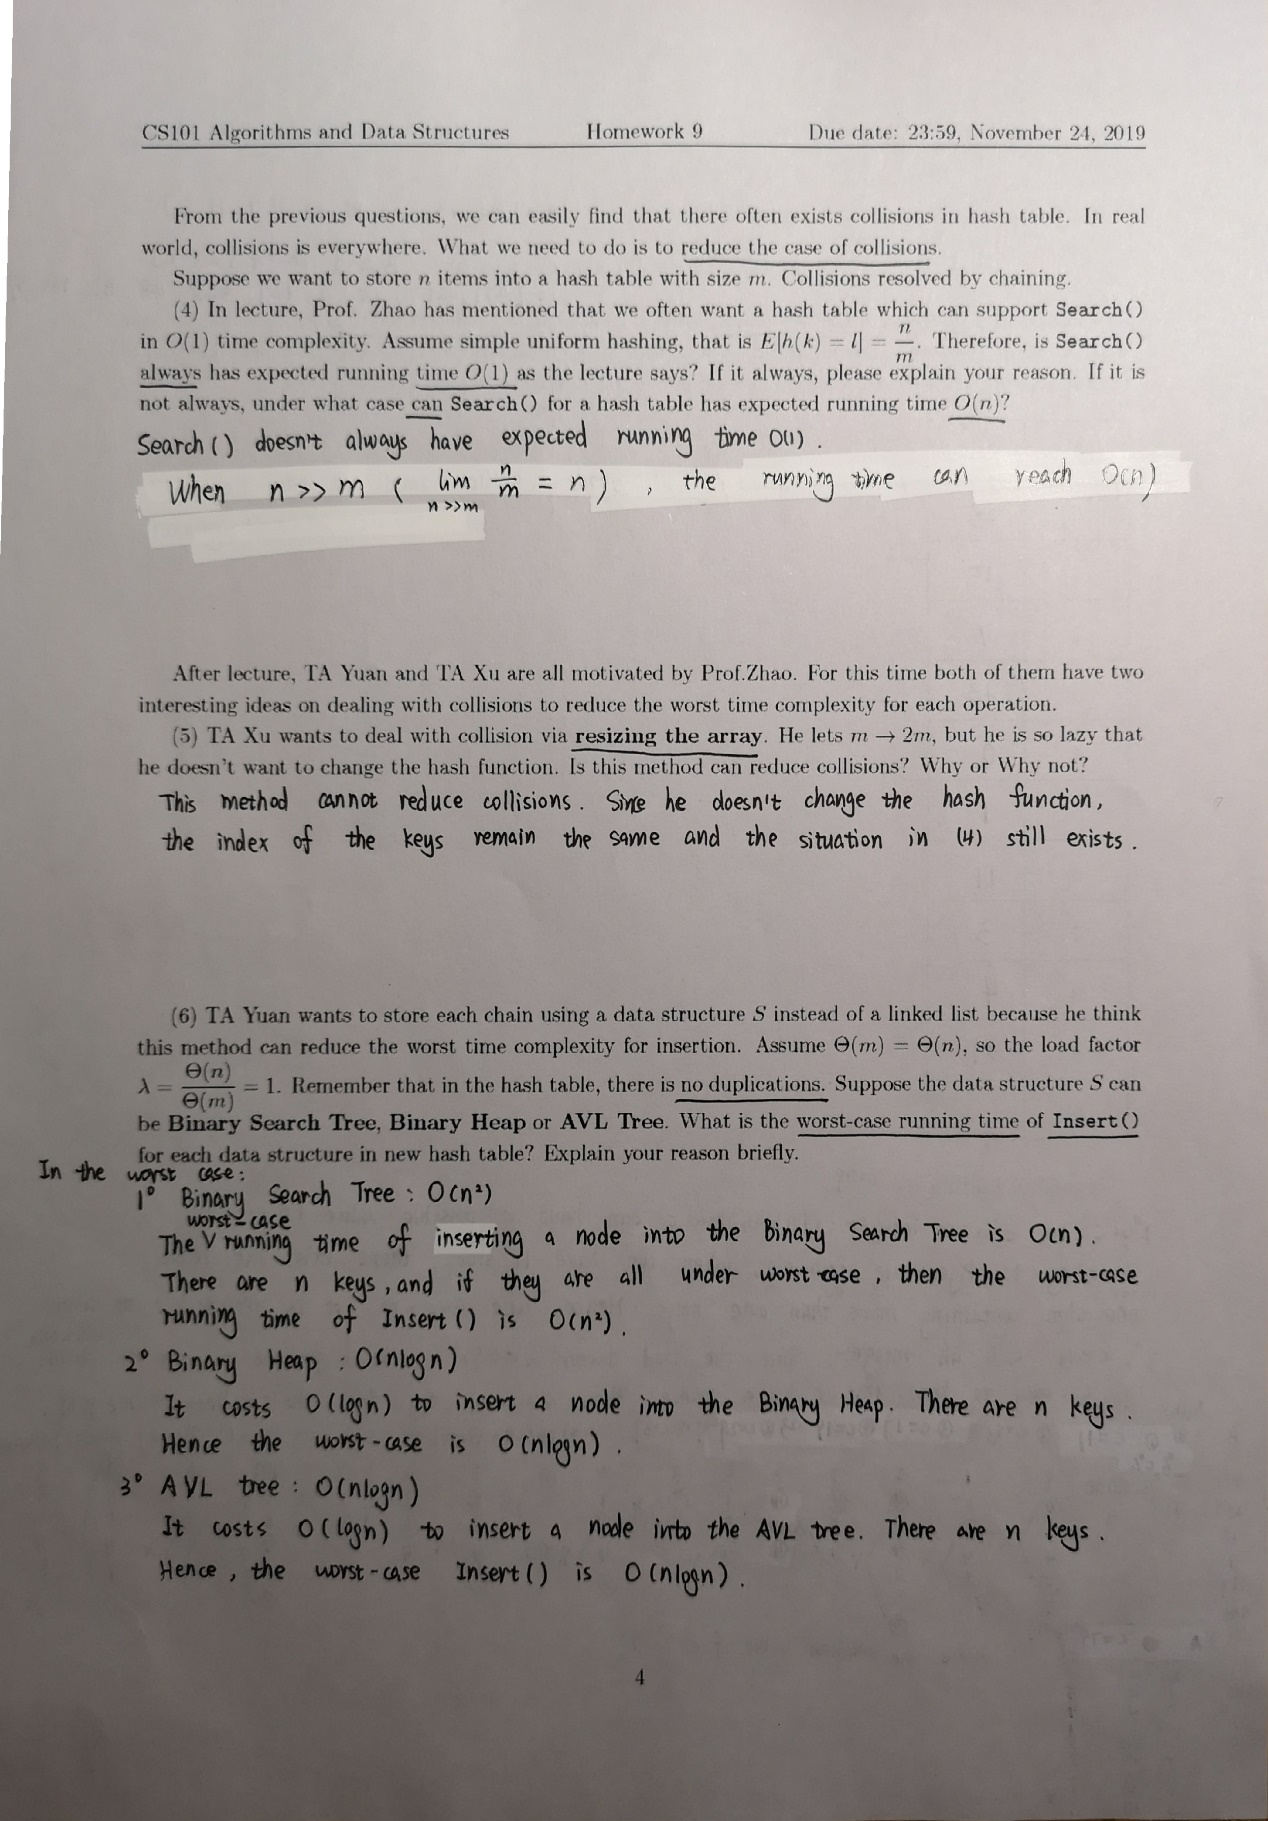 CS101 Algorithms and Data Structures Homework 9 Due date: 23:59, November 24, 2019
From the previous questions, we can easily find that there often exists collisions in hash table. In real
world, collisions is everywhere. What we need to do is to reduce the case of collisions.
Suppose we want to store n items into a hash table with size m. Collisions resolved by chaining.
(4) In lecture, Prof. Zhao has mentioned that we often want a hash table which can support Search()
in O(1) time complexity. Assume simple uniform hashing, that is E[h(k) = l] = n/m. Therefore, is Search()
always has expected running time O(1) as the lecture says? If it always, please explain your reason. If it is
not always, under what case can Search() for a hash table has expected running time O(n)?
Search() doesn't always have expected running time O(1).
When n >> m ( lim n>>m n/m = n ), the running time can reach O(n)
After lecture, TA Yuan and TA Xu are all motivated by Prof.Zhao. For this time both of them have two
interesting ideas on dealing with collisions to reduce the worst time complexity for each operation.
(5) TA Xu wants to deal with collision via resizing the array. He lets m → 2m, but he is so lazy that
he doesn't want to change the hash function. Is this method can reduce collisions? Why or Why not?
This method cannot reduce collisions. Since he doesn't change the hash function,
the index of the keys remain the same and the situation in (4) still exists.
(6) TA Yuan wants to store each chain using a data structure S instead of a linked list because he think
this method can reduce the worst time complexity for insertion. Assume Θ(m) = Θ(n), so the load factor
λ = Θ(n)/Θ(m) = 1. Remember that in the hash table, there is no duplications. Suppose the data structure S can
be Binary Search Tree, Binary Heap or AVL Tree. What is the worst-case running time of Insert()
for each data structure in new hash table? Explain your reason briefly.
In the worst case:
1° Binary Search Tree : O(n²)
worst-case
The V running time of inserting a node into the Binary Search Tree is O(n).
There are n keys, and if they are all under worst case, then the worst-case
running time of Insert() is O(n²).
2° Binary Heap : O(nlogn)
It costs O(logn) to insert a node into the Binary Heap. There are n keys.
Hence the worst-case is O(nlogn).
3° AVL tree : O(nlogn)
It costs O(logn) to insert a node into the AVL tree. There are n keys.
Hence, the worst-case Insert() is O(nlogn).
4